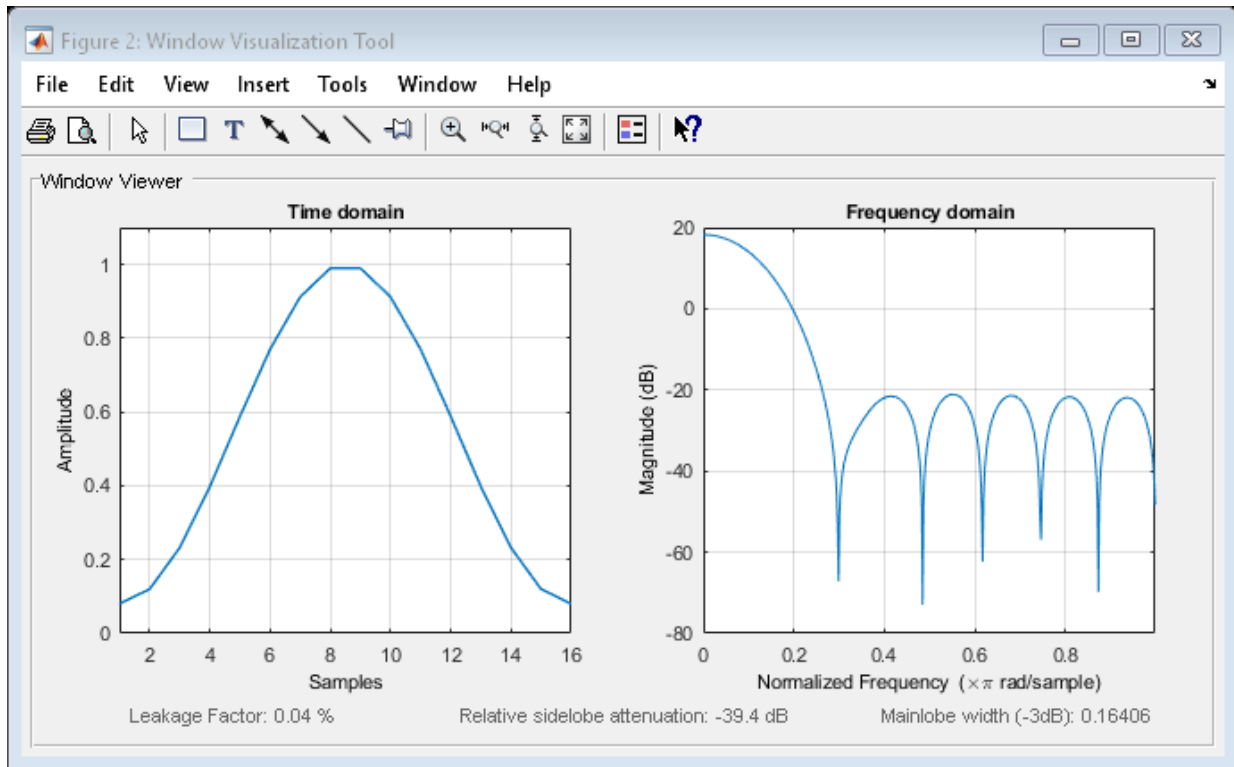 Figure 2: Window Visualization Tool
File Edit View Insert Tools Window Help
T
Window Viewer
Time domain
Amplitude
1
0.8
0.6
0.4
0.2
0
2 4 6 8 10 12 14 16
Samples
Frequency domain
Magnitude (dB)
20
0
-20
-40
-60
-80
0 0.2 0.4 0.6 0.8
Normalized Frequency (×π rad/sample)
Leakage Factor: 0.04 % Relative sidelobe attenuation: -39.4 dB Mainlobe width (-3dB): 0.16406